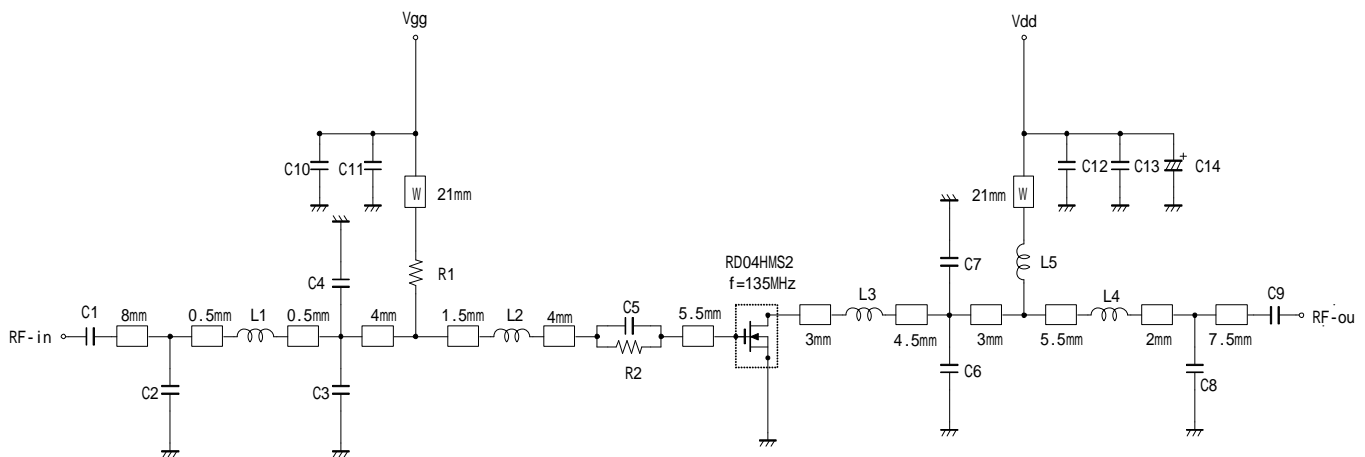 Vgg
Vdd
C10
C11
W
21mm
C4
R1
C12
C13
+
C14
21mm
W
C7
L5
RD04HMS2
f=135MHz
RF-in
C1
8mm
0.5mm
L1
0.5mm
4mm
1.5mm
L2
4mm
C5
R2
5.5mm
3mm
L3
4.5mm
3mm
5.5mm
L4
2mm
7.5mm
C9
RF-ou
C2
C3
C6
C8